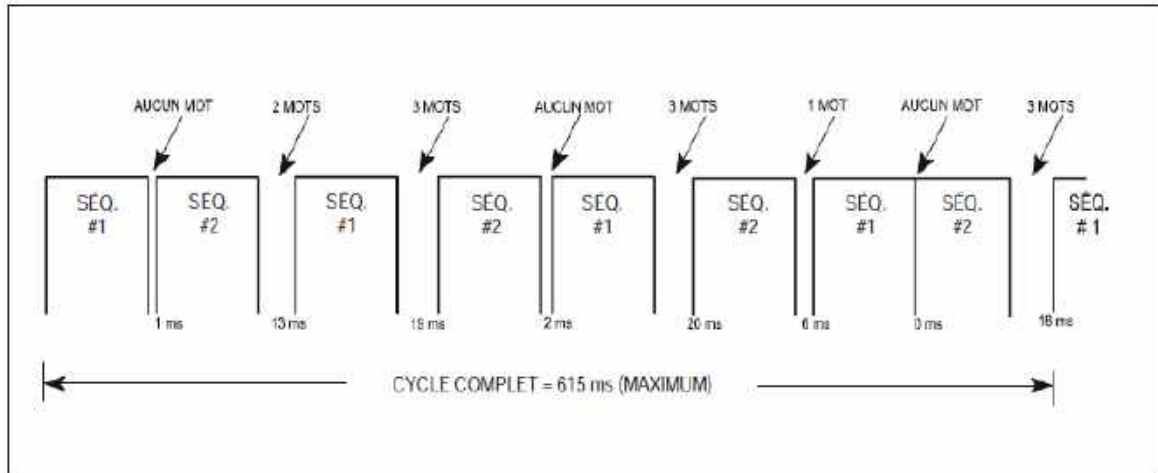 AUCUN MOT 2 MOTS 3 MOTS AUCUN MOT 3 MOTS 1 MOT AUCUN MOT 3 MOTS
SÉQ. SÉQ. SÉQ. SÉQ. SÉQ. SÉQ. SÉQ. SÉQ. SÉQ.
#1 #2 #1 #2 #1 #2 #1 #2 # 1
1 ms 13 ms 2 ms 20 ms 6 ms 0 ms
CYCLE COMPLET = 615 ms (MAXIMUM)